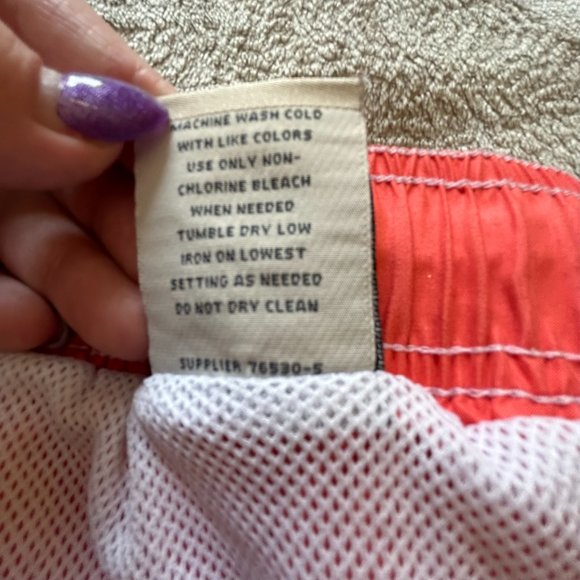 MACHINE WASH COLD
WITH LIKE COLORS
USE ONLY NON-
CHLORINE BLEACH
WHEN NEEDED
TUMBLE DRY LOW
IRON ON LOWEST
SETTING AS NEEDED
DO NOT DRY CLEAN
SUPPLIER 76530-5